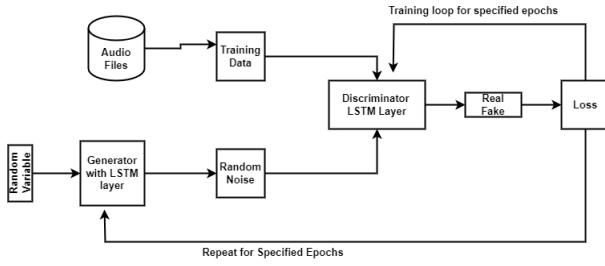 Training loop for specified epochs
Audio
Files
Training
Data
Discriminator
LSTM Layer
Real
Fake
Loss
Random
Variable
Generator
with LSTM
layer
Random
Noise
Repeat for Specified Epochs